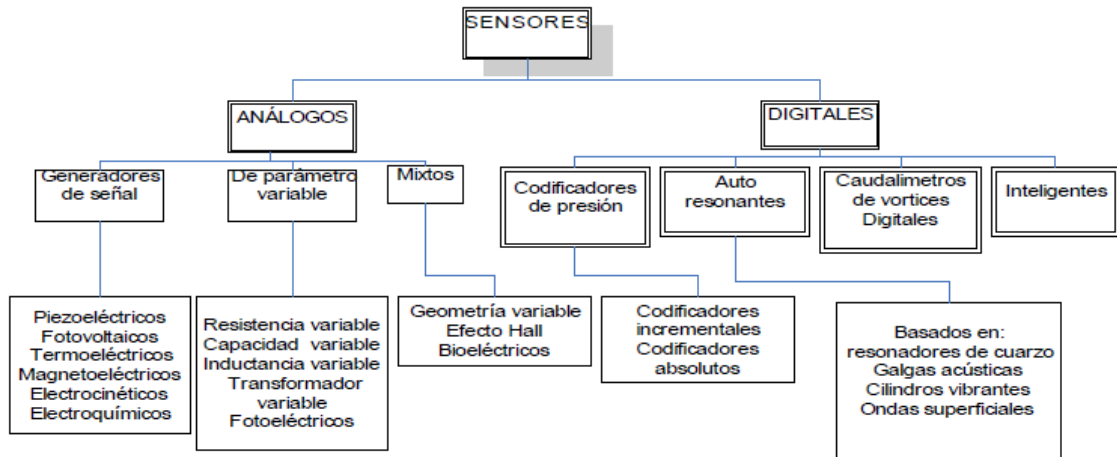 SENSORES
ANÁLOGOS
DIGITALES
Generadores
de señal
De parámetro
variable
Mixtos
Codificadores
de presión
Auto
resonantes
Caudalimetros
de vortices
Digitales
Inteligentes
Piezoeléctricos
Fotovoltaicos
Termoeléctricos
Magnetoeléctricos
Electrocinéticos
Electroquímicos
Resistencia variable
Capacidad variable
Inductancia variable
Transformador
variable
Fotoeléctricos
Geometría variable
Efecto Hall
Bioeléctricos
Codificadores
incrementales
Codificadores
absolutos
Basados en:
resonadores de cuarzo
Galgas acústicas
Cilindros vibrantes
Ondas superficiales